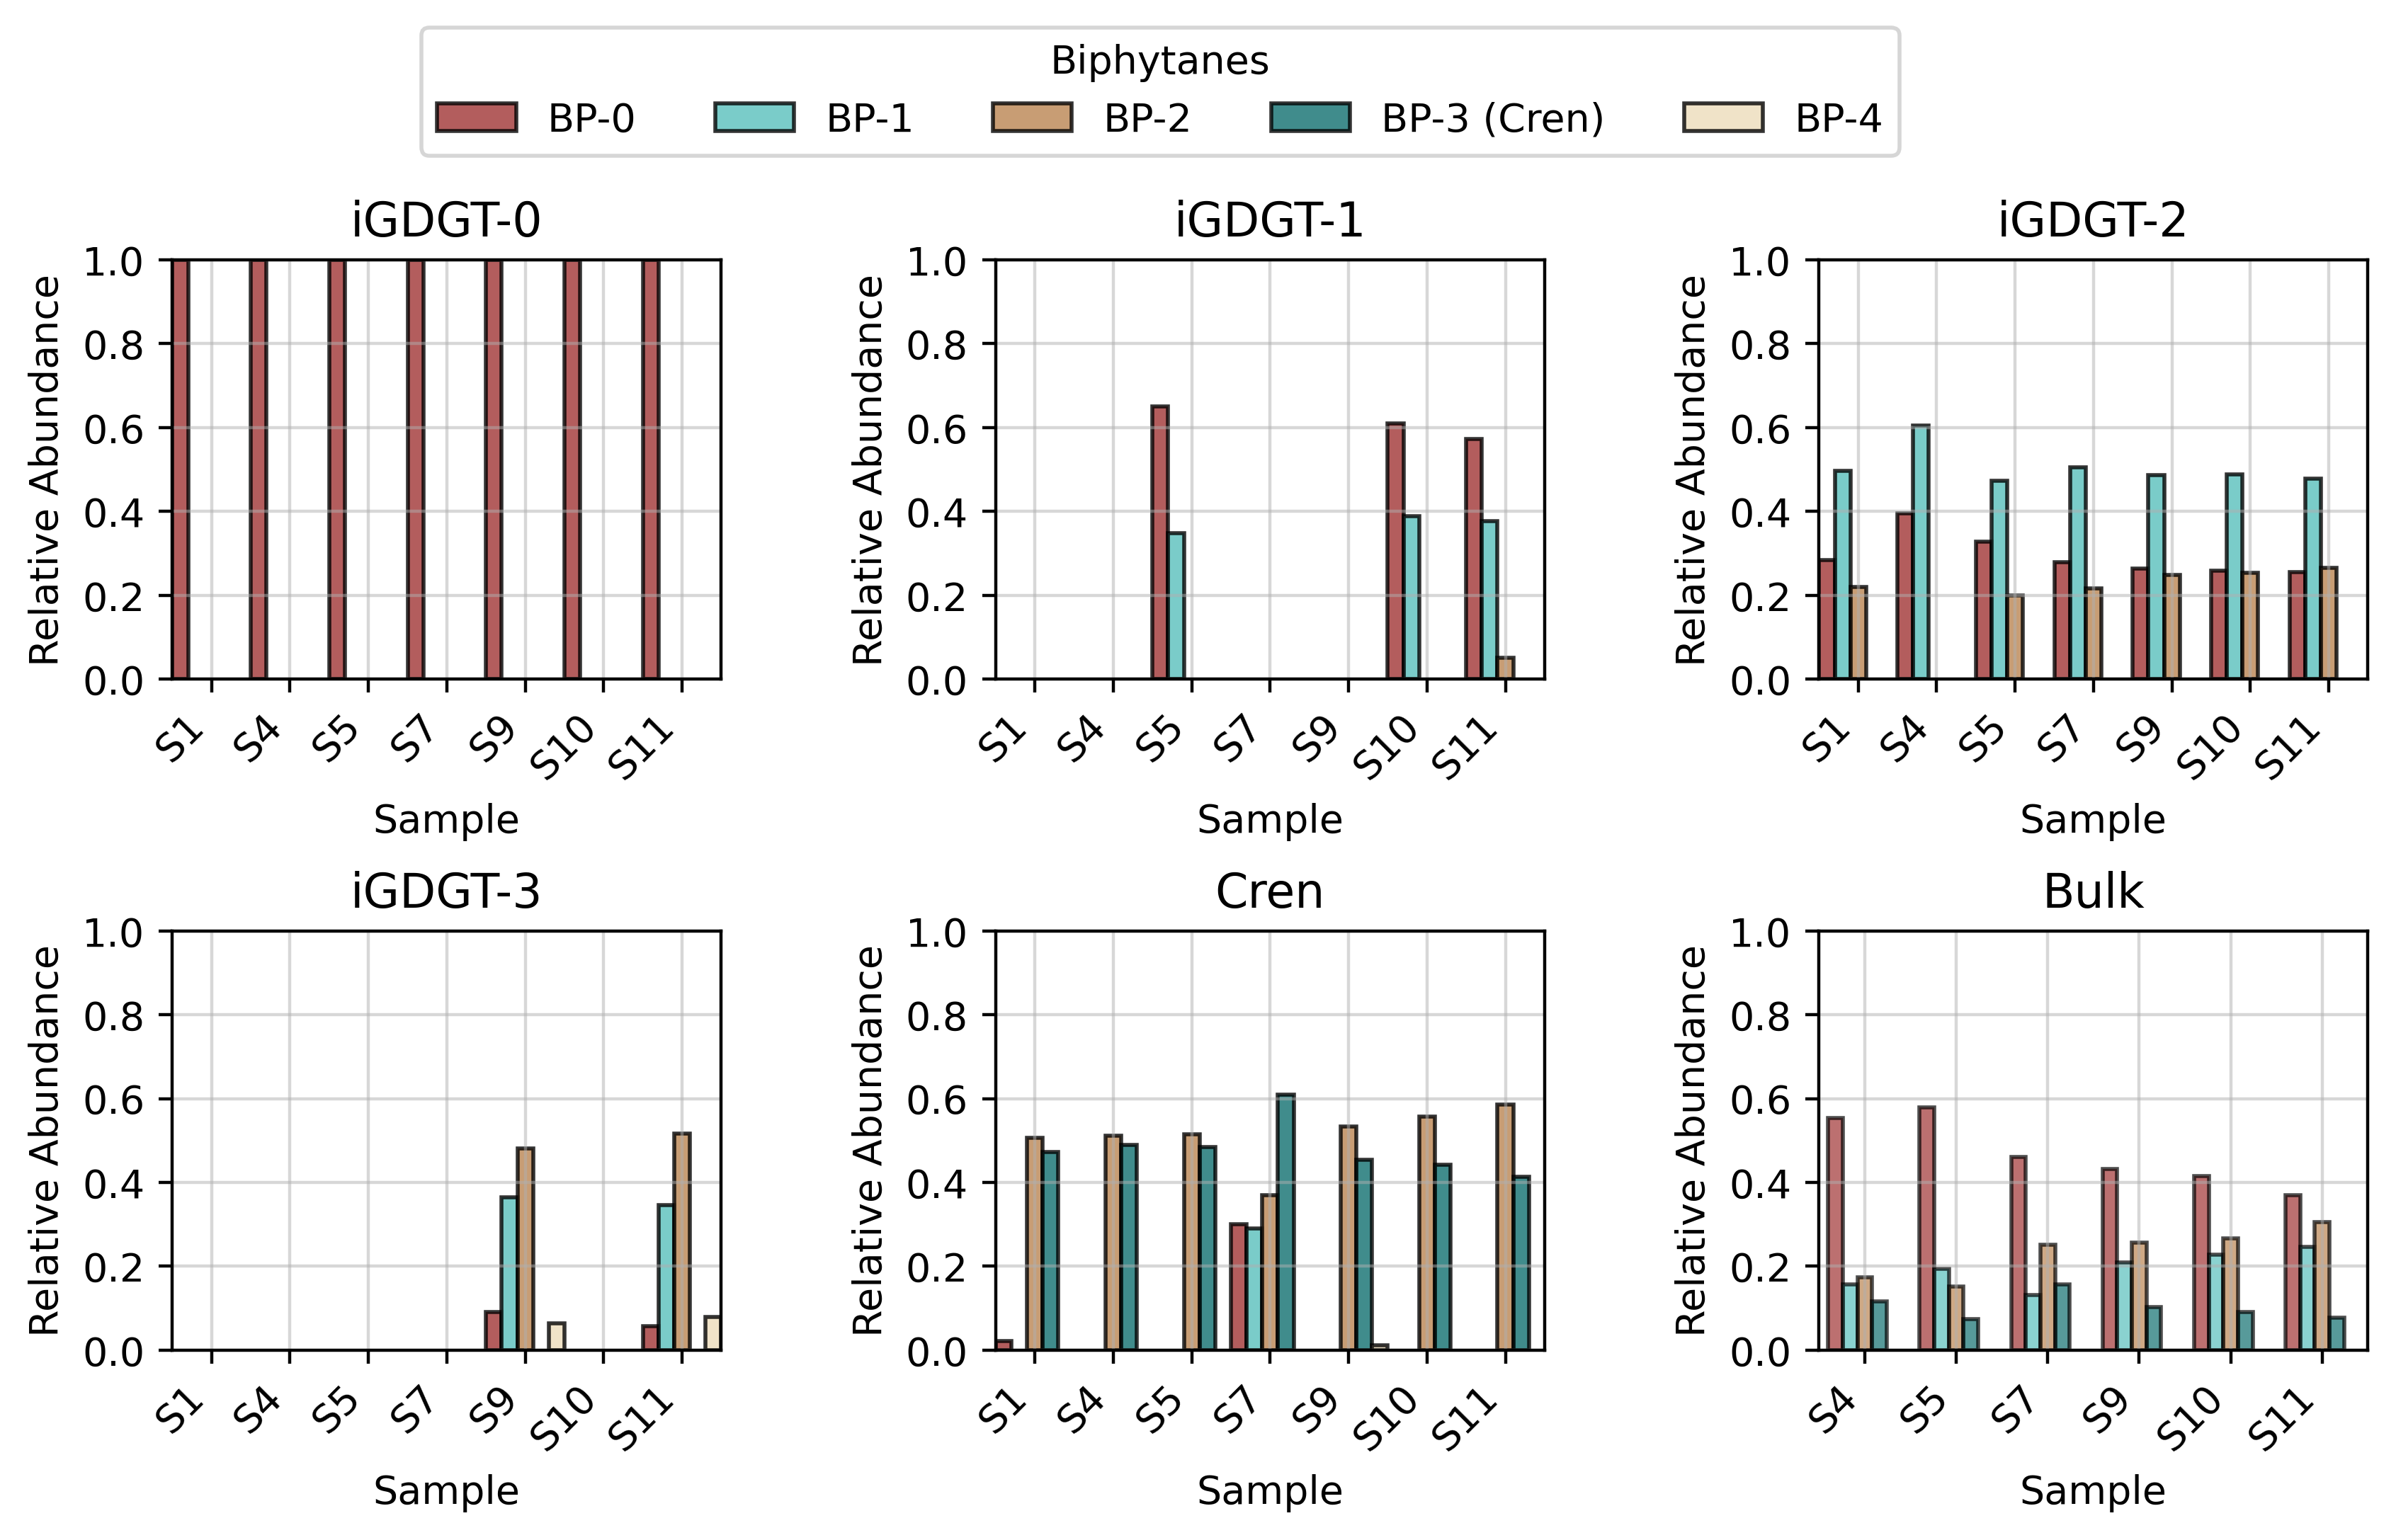 Biphytanes
BP-0 BP-1 BP-2 BP-3 (Cren) BP-4
iGDGT-0
Relative Abundance
1.0
0.8
0.6
0.4
0.2
0.0
S1 S4 S5 S7 S9 S10 S11
Sample
iGDGT-1
Relative Abundance
1.0
0.8
0.6
0.4
0.2
0.0
S1 S4 S5 S7 S9 S10 S11
Sample
iGDGT-2
Relative Abundance
1.0
0.8
0.6
0.4
0.2
0.0
S1 S4 S5 S7 S9 S10 S11
Sample
iGDGT-3
Relative Abundance
1.0
0.8
0.6
0.4
0.2
0.0
S1 S4 S5 S7 S9 S10 S11
Sample
Cren
Relative Abundance
1.0
0.8
0.6
0.4
0.2
0.0
S1 S4 S5 S7 S9 S10 S11
Sample
Bulk
Relative Abundance
1.0
0.8
0.6
0.4
0.2
0.0
S4 S5 S7 S9 S10 S11
Sample